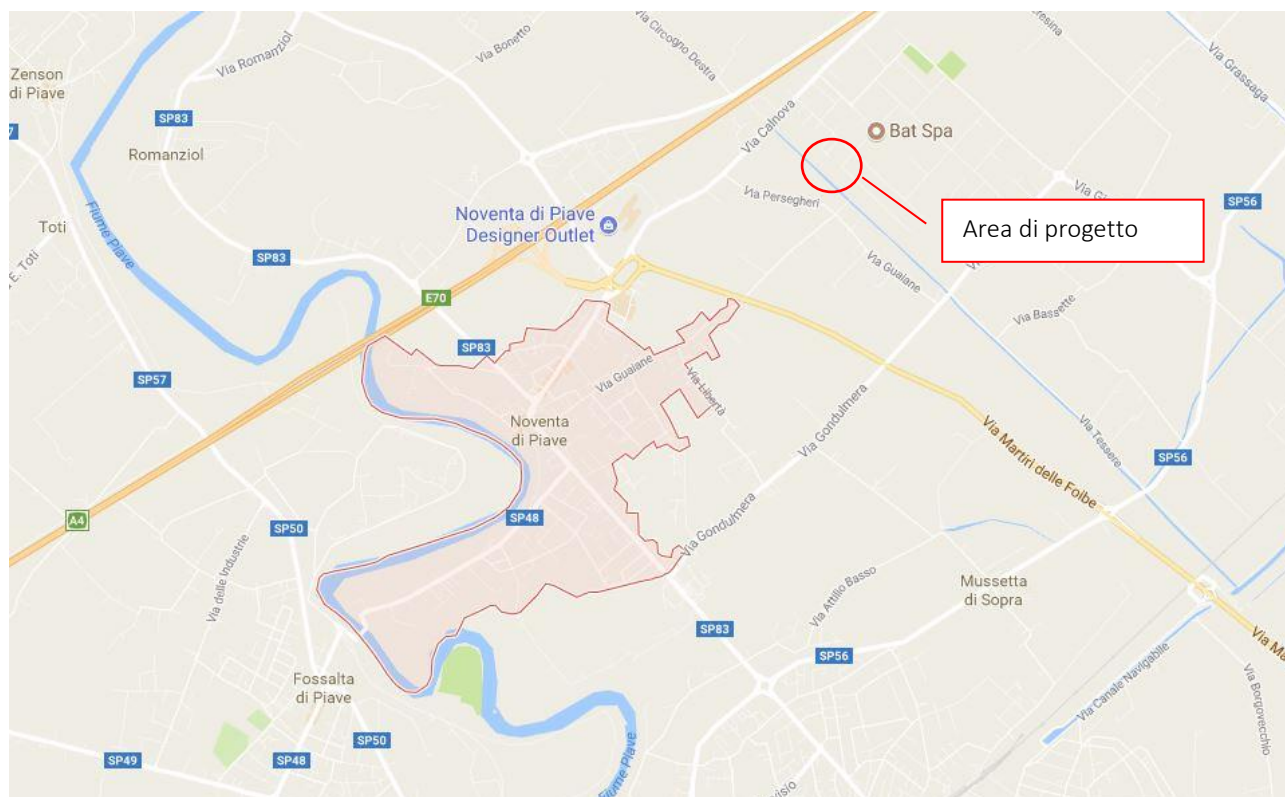 Via Circogno Destra
Via Bonetto
Via Romanziol
Via Grassaga
Zenson
di Piave
SP83
Via Calnova
Bat Spa
Romanziol
Via Persegheri
SP56
Fiume Piave
Noventa di Piave
Designer Outlet
Area di progetto
Toti
SP83
E. Toti
Via Guaiane
E70
Via Bassette
SP83
SP57
Via Guaiane
Via Libertà
Noventa
di Piave
Via Gondulmera
Via Tessere
Via Martiri delle Foibe
SP56
A4
SP50
SP48
Via Gondulmera
Via delle Industrie
Via Attilio Basso
Mussetta
di Sopra
SP83
SP56
Fossalta
di Piave
Via Canale Navigabile
Via Borgovecchio
SP50
Fiume Piave
SP49
SP48